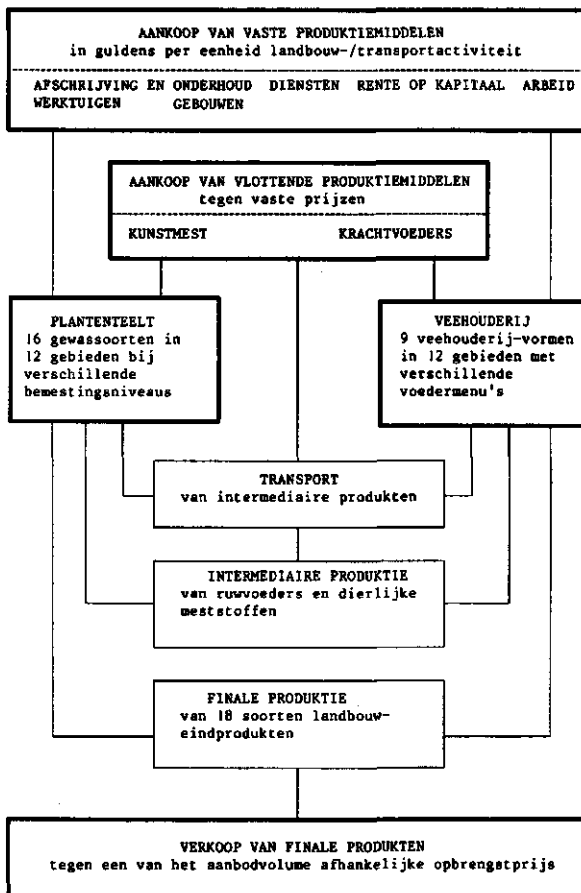 AANKOOP VAN VASTE PRODUKTIEMIDDELEN
in guldens per eenheid landbouw-/transportactiviteit
AFSCHRIJVING EN ONDERHOUD DIENSTEN RENTE OP KAPITAAL ARBEID
WERKTUIGEN GEBOUWEN
AANKOOP VAN VLOTTENDE PRODUKTIEMIDDELEN
tegen vaste prijzen
KUNSTMEST KRACHTVOEDERS
PLANTENTEELT
16 gewassoorten in
12 gebieden bij
verschillende
bemestingsniveaus
VEEHOUDERIJ
9 veehouderij-vormen
in 12 gebieden met
verschillende
voedermenu's
TRANSPORT
van intermediaire produkten
INTERMEDIAIRE PRODUKTIE
van ruwvoeders en dierlijke
meststoffen
FINALE PRODUKTIE
van 18 soorten landbouw-
eindprodukten
VERKOOP VAN FINALE PRODUKTEN
tegen een van het aanbodvolume afhankelijke opbrengstprijs